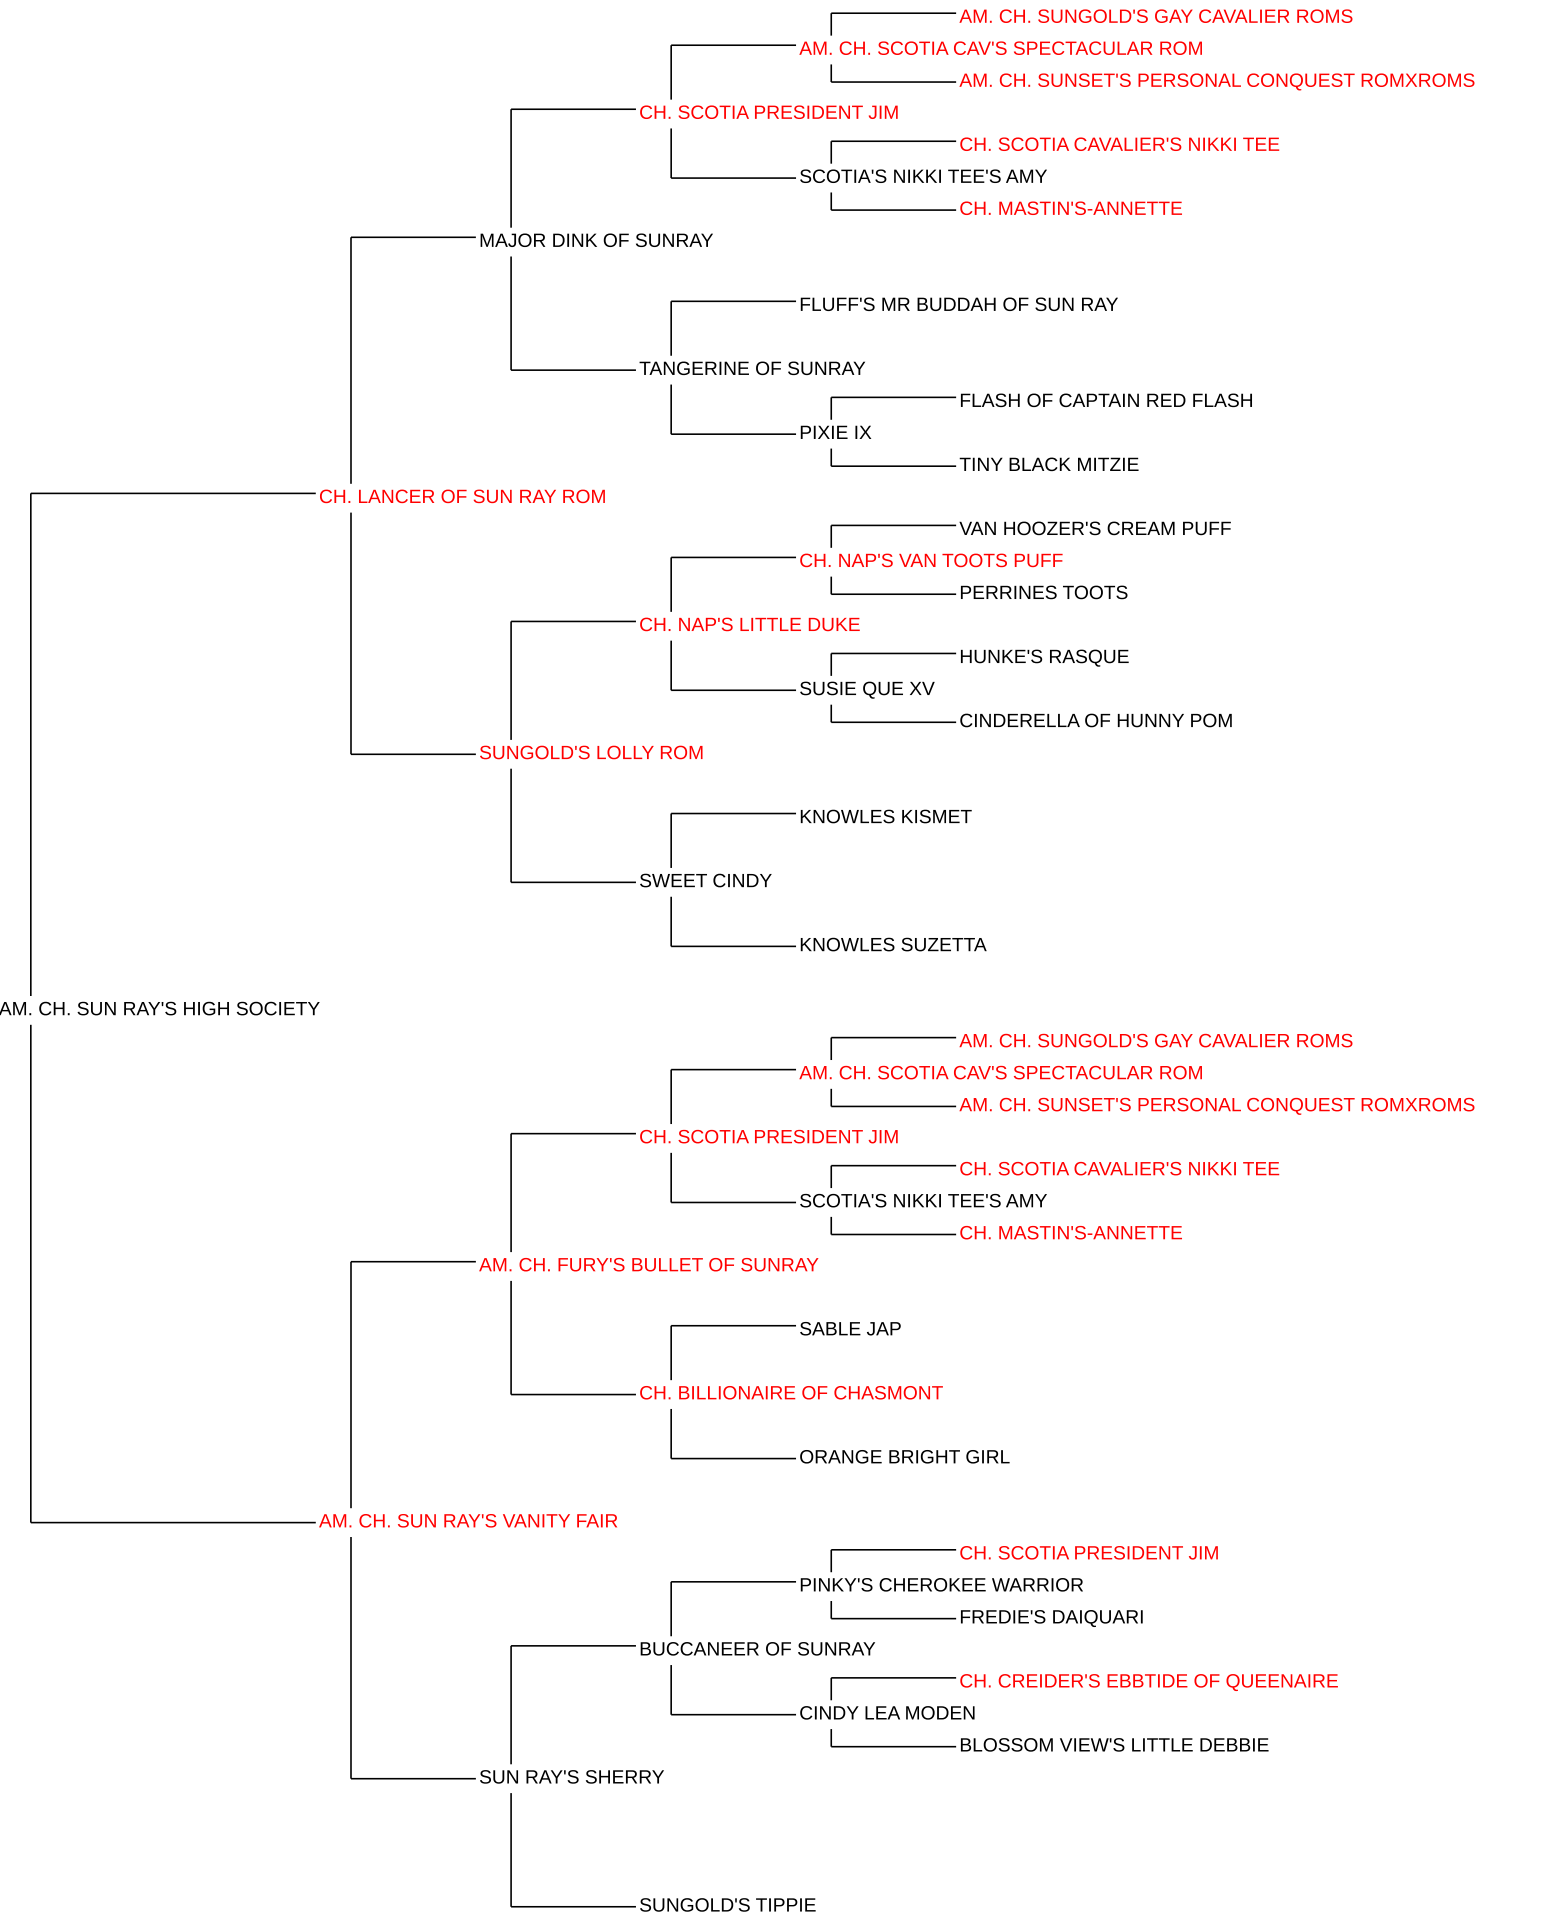 AM. CH. SUNGOLD'S GAY CAVALIER ROMS
AM. CH. SCOTIA CAV'S SPECTACULAR ROM
AM. CH. SUNSET'S PERSONAL CONQUEST ROMXROMS
CH. SCOTIA PRESIDENT JIM
CH. SCOTIA CAVALIER'S NIKKI TEE
SCOTIA'S NIKKI TEE'S AMY
CH. MASTIN'S-ANNETTE
MAJOR DINK OF SUNRAY
FLUFF'S MR BUDDAH OF SUN RAY
TANGERINE OF SUNRAY
FLASH OF CAPTAIN RED FLASH
PIXIE IX
TINY BLACK MITZIE
CH. LANCER OF SUN RAY ROM
VAN HOOZER'S CREAM PUFF
CH. NAP'S VAN TOOTS PUFF
PERRINES TOOTS
CH. NAP'S LITTLE DUKE
HUNKE'S RASQUE
SUSIE QUE XV
CINDERELLA OF HUNNY POM
SUNGOLD'S LOLLY ROM
KNOWLES KISMET
SWEET CINDY
KNOWLES SUZETTA
AM. CH. SUN RAY'S HIGH SOCIETY
AM. CH. SUNGOLD'S GAY CAVALIER ROMS
AM. CH. SCOTIA CAV'S SPECTACULAR ROM
AM. CH. SUNSET'S PERSONAL CONQUEST ROMXROMS
CH. SCOTIA PRESIDENT JIM
CH. SCOTIA CAVALIER'S NIKKI TEE
SCOTIA'S NIKKI TEE'S AMY
CH. MASTIN'S-ANNETTE
AM. CH. FURY'S BULLET OF SUNRAY
SABLE JAP
CH. BILLIONAIRE OF CHASMONT
ORANGE BRIGHT GIRL
AM. CH. SUN RAY'S VANITY FAIR
CH. SCOTIA PRESIDENT JIM
PINKY'S CHEROKEE WARRIOR
FREDIE'S DAIQUARI
BUCCANEER OF SUNRAY
CH. CREIDER'S EBBTIDE OF QUEENAIRE
CINDY LEA MODEN
BLOSSOM VIEW'S LITTLE DEBBIE
SUN RAY'S SHERRY
SUNGOLD'S TIPPIE